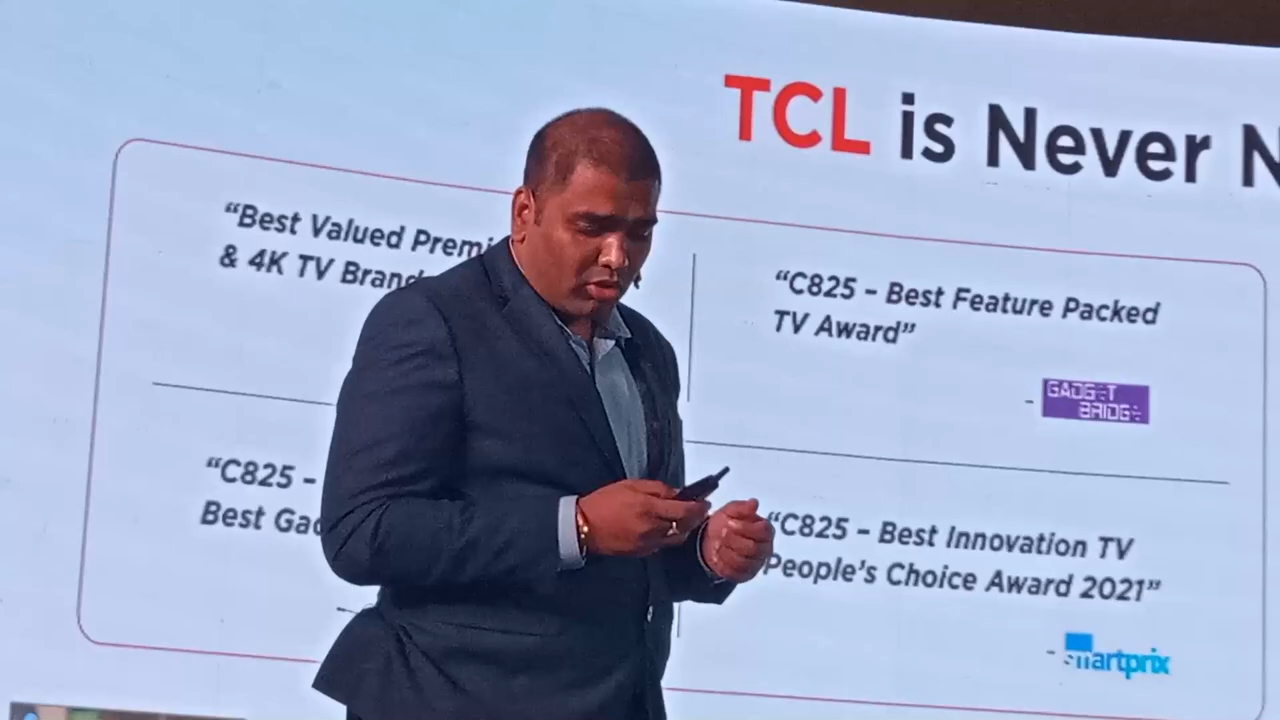 TCL is Never N
“Best Valued Premi
& 4K TV Brand
“C825 – Best Feature Packed
TV Award”
- GADGET
BRIDGE
“C825 –
Best Gad
“C825 – Best Innovation TV
People’s Choice Award 2021”
- smartprix